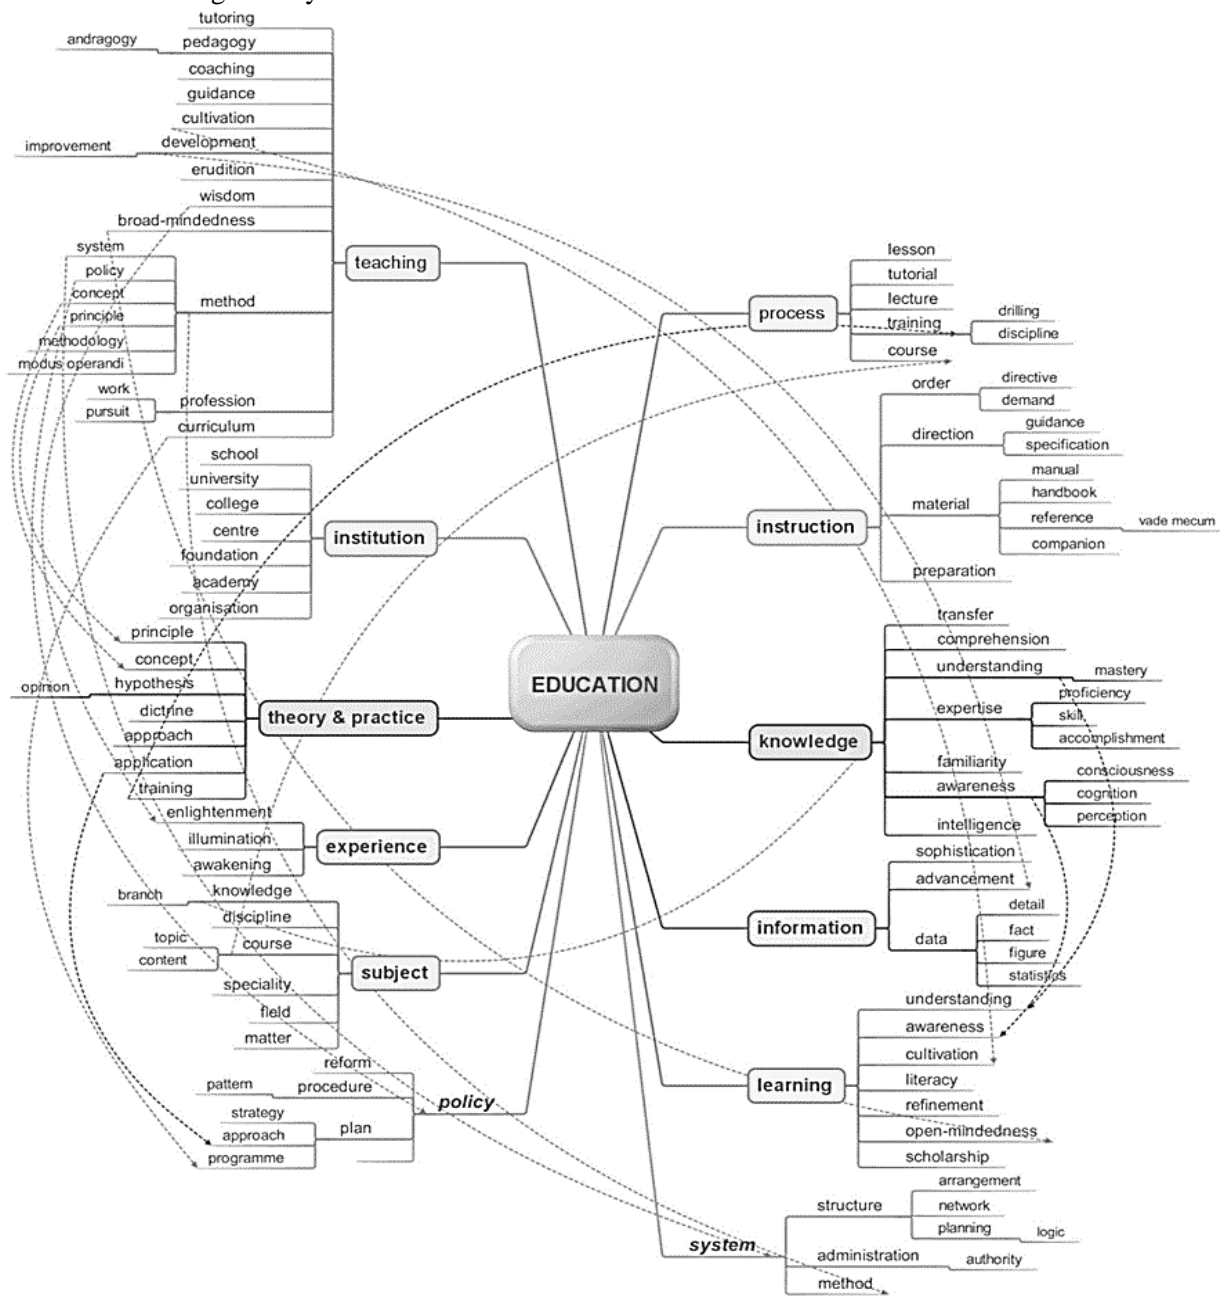 tutoring
andragogy
pedagogy
coaching
guidance
cultivation
improvement
development
erudition
wisdom
broad-mindedness
system
policy
concept
principle
methodology
modus operandi
method
work
pursuit
profession
curriculum
teaching
school
university
college
centre
foundation
academy
organisation
institution
principle
concept
opinion
hypothesis
dictrine
approach
application
training
theory & practice
enlightenment
illumination
awakening
experience
branch
knowledge
discipline
topic
content
course
speciality
field
matter
subject
reform
pattern
procedure
strategy
approach
programme
plan
policy
EDUCATION
process
lesson
tutorial
lecture
training
drilling
discipline
course
instruction
order
directive
demand
direction
guidance
specification
material
manual
handbook
reference
vade mecum
companion
preparation
knowledge
transfer
comprehension
understanding
mastery
expertise
proficiency
skill
accomplishment
familiarity
awareness
consciousness
cognition
perception
intelligence
information
sophistication
advancement
data
detail
fact
figure
statistics
learning
understanding
awareness
cultivation
literacy
refinement
open-mindedness
scholarship
system
structure
arrangement
network
planning
logic
administration
authority
method